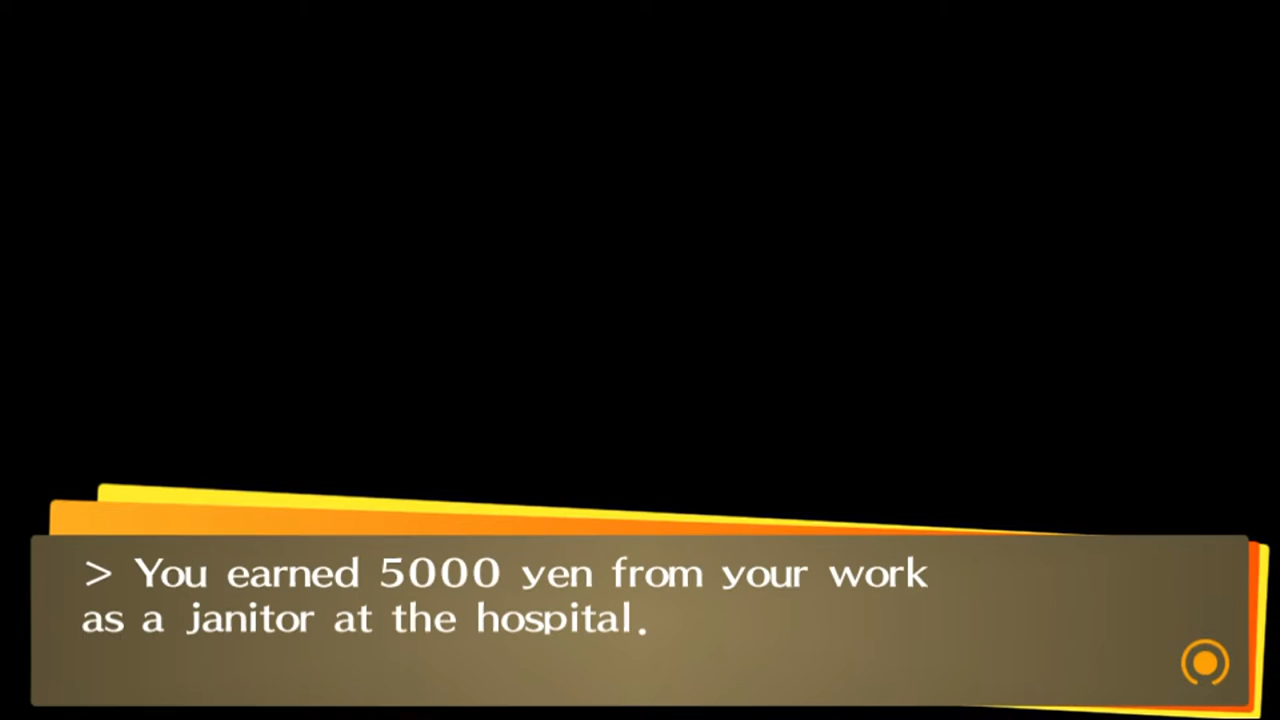 > You earned 5000 yen from your work
as a janitor at the hospital.